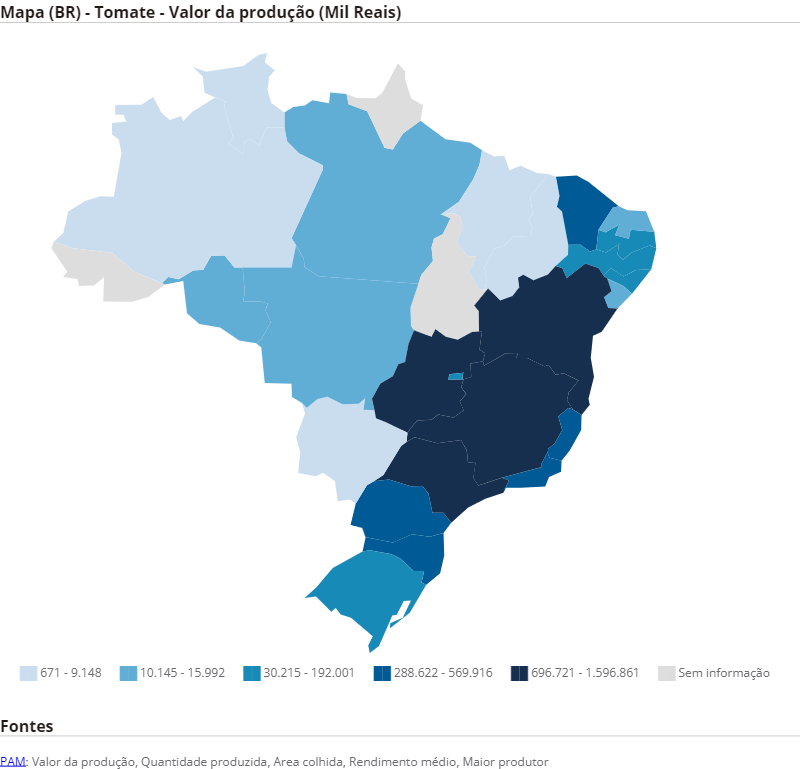 Mapa (BR) - Tomate - Valor da produção (Mil Reais)
671 - 9.148 10.145 - 15.992 30.215 - 192.001 288.622 - 569.916 696.721 - 1.596.861 Sem informação
Fontes
PAM: Valor da produção, Quantidade produzida, Area colhida, Rendimento médio, Maior produtor